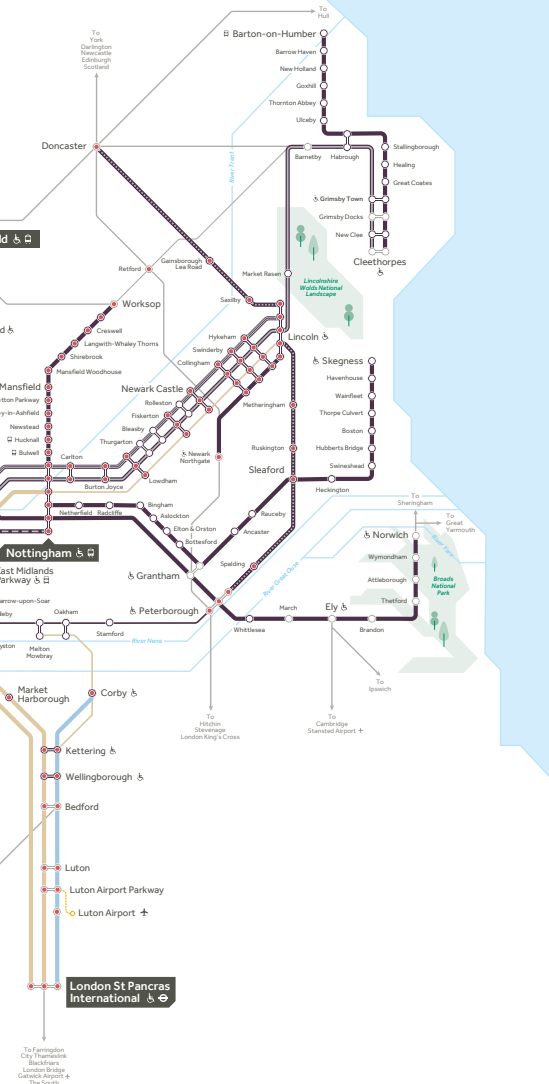 To
Hull
Barton-on-Humber
To
York
Darlington
Newcastle
Edinburgh
Scotland
Barrow Haven
New Holland
Goxhill
Thornton Abbey
Ulceby
Doncaster
Barnetby
Habrough
Stallingborough
Healing
Great Coates
River Trent
Grimsby Town
Grimsby Docks
New Clee
Cleethorpes
Retford
Gainsborough
Lea Road
Market Rasen
Lincolnshire
Wolds National
Landscape
Worksop
Saxilby
Creswell
Langwith-Whaley Thorns
Shirebrook
Mansfield Woodhouse
Hykeham
Swinderby
Collingham
Lincoln
Skegness
Havenhouse
Wainfleet
Thorpe Culvert
Boston
Hubberts Bridge
Swineshead
Heckington
Mansfield
Newark Castle
Rolleston
Fiskerton
Bleasby
Thurgarton
Metheringham
Newstead
Hucknall
Bulwell
Carlton
Burton Joyce
Lowdham
Newark
Northgate
Ruskington
Sleaford
Netherfield
Radcliffe
Bingham
Aslockton
Elton & Orston
Bottesford
Rauceby
Ancaster
Nottingham
Grantham
Spalding
River Great Ouse
To
Sheringham
To
Great
Yarmouth
Norwich
River Yare
Wymondham
Attleborough
Thetford
Broads
National
Park
East Midlands
Parkway
Peterborough
Oakham
Stamford
Melton
Mowbray
River Nene
Whittlesea
March
Ely
Brandon
To
Ipswich
Market
Harborough
Corby
To
Hitchin
Stevenage
London King's Cross
To
Cambridge
Stansted Airport
Kettering
Wellingborough
Bedford
Luton
Luton Airport Parkway
Luton Airport
London St Pancras
International
To Farringdon
City Thameslink
Blackfriars
London Bridge
Gatwick Airport
The South